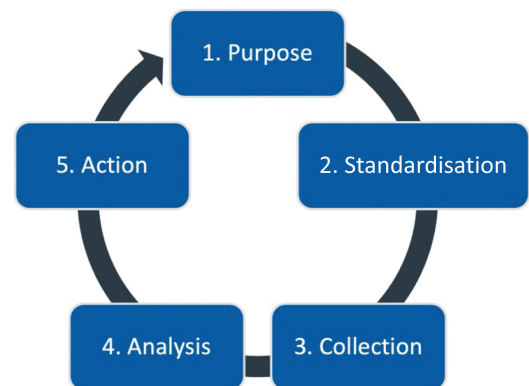 1. Purpose
2. Standardisation
3. Collection
4. Analysis
5. Action